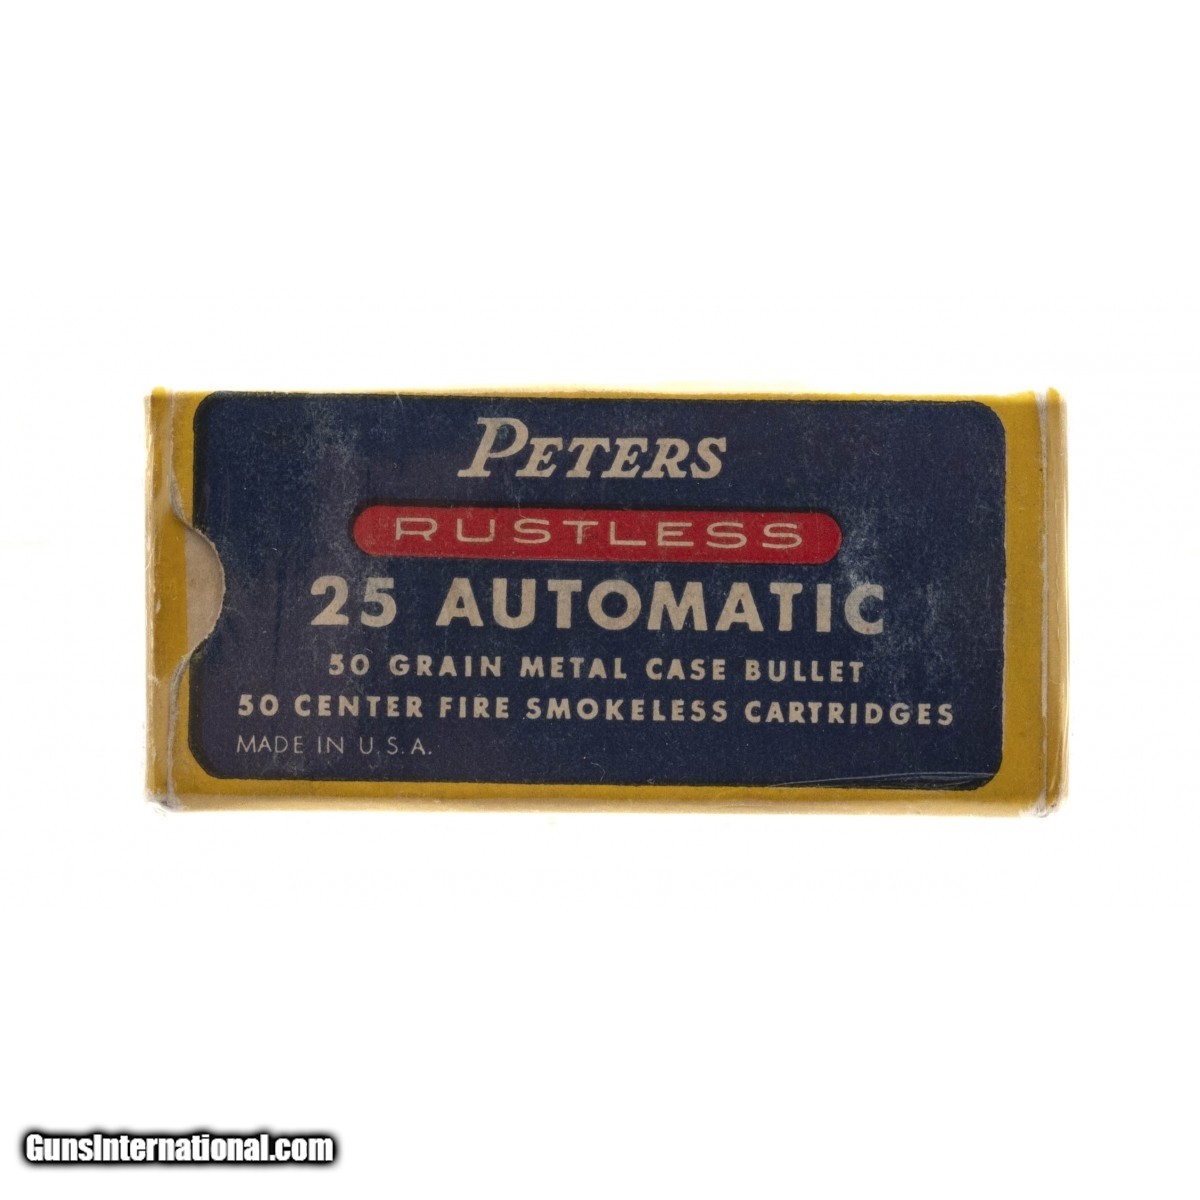 PETERS
RUSTLESS
25 AUTOMATIC
50 GRAIN METAL CASE BULLET
50 CENTER FIRE SMOKELESS CARTRIDGES
MADE IN U.S.A.
GunsInternational.com